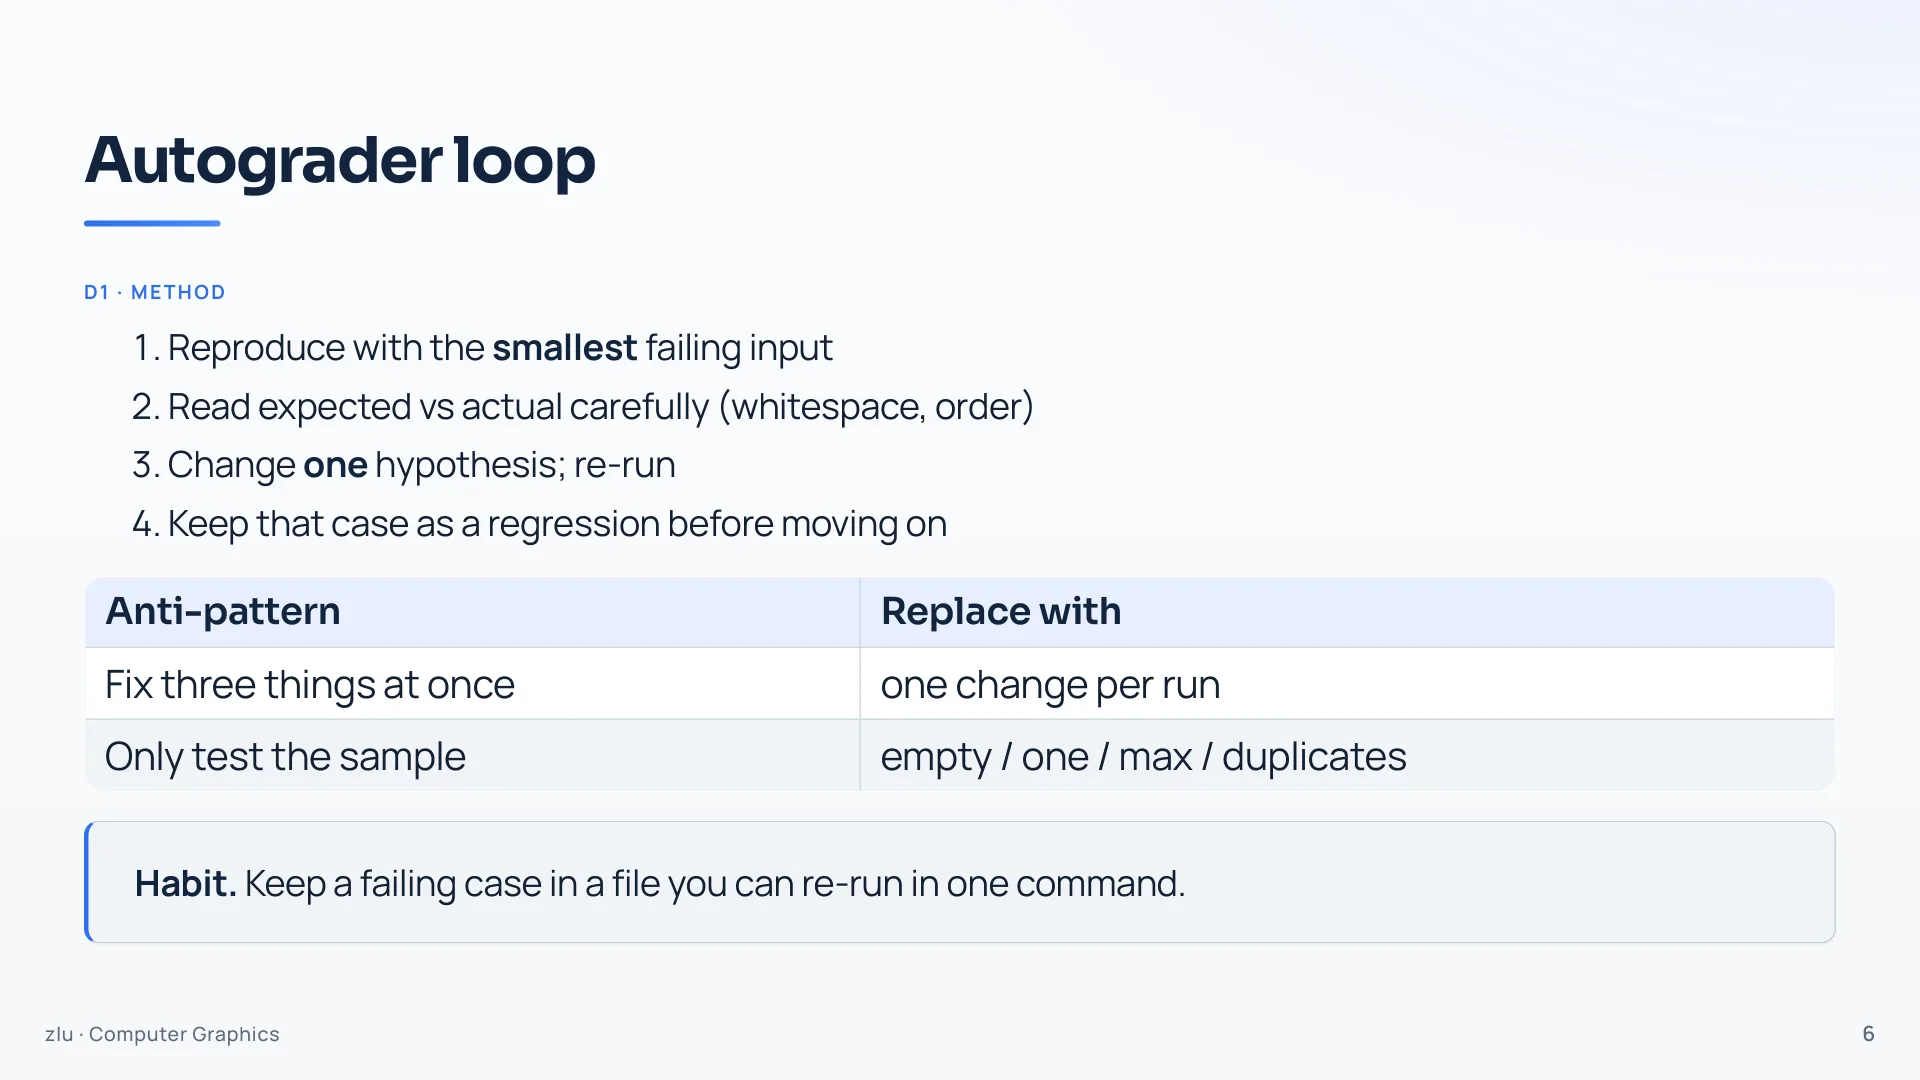 Autograder loop
D1 · METHOD
1. Reproduce with the smallest failing input
2. Read expected vs actual carefully (whitespace, order)
3. Change one hypothesis; re-run
4. Keep that case as a regression before moving on
Anti-pattern Replace with
Fix three things at once one change per run
Only test the sample empty / one / max / duplicates
Habit. Keep a failing case in a file you can re-run in one command.
zlu · Computer Graphics 6